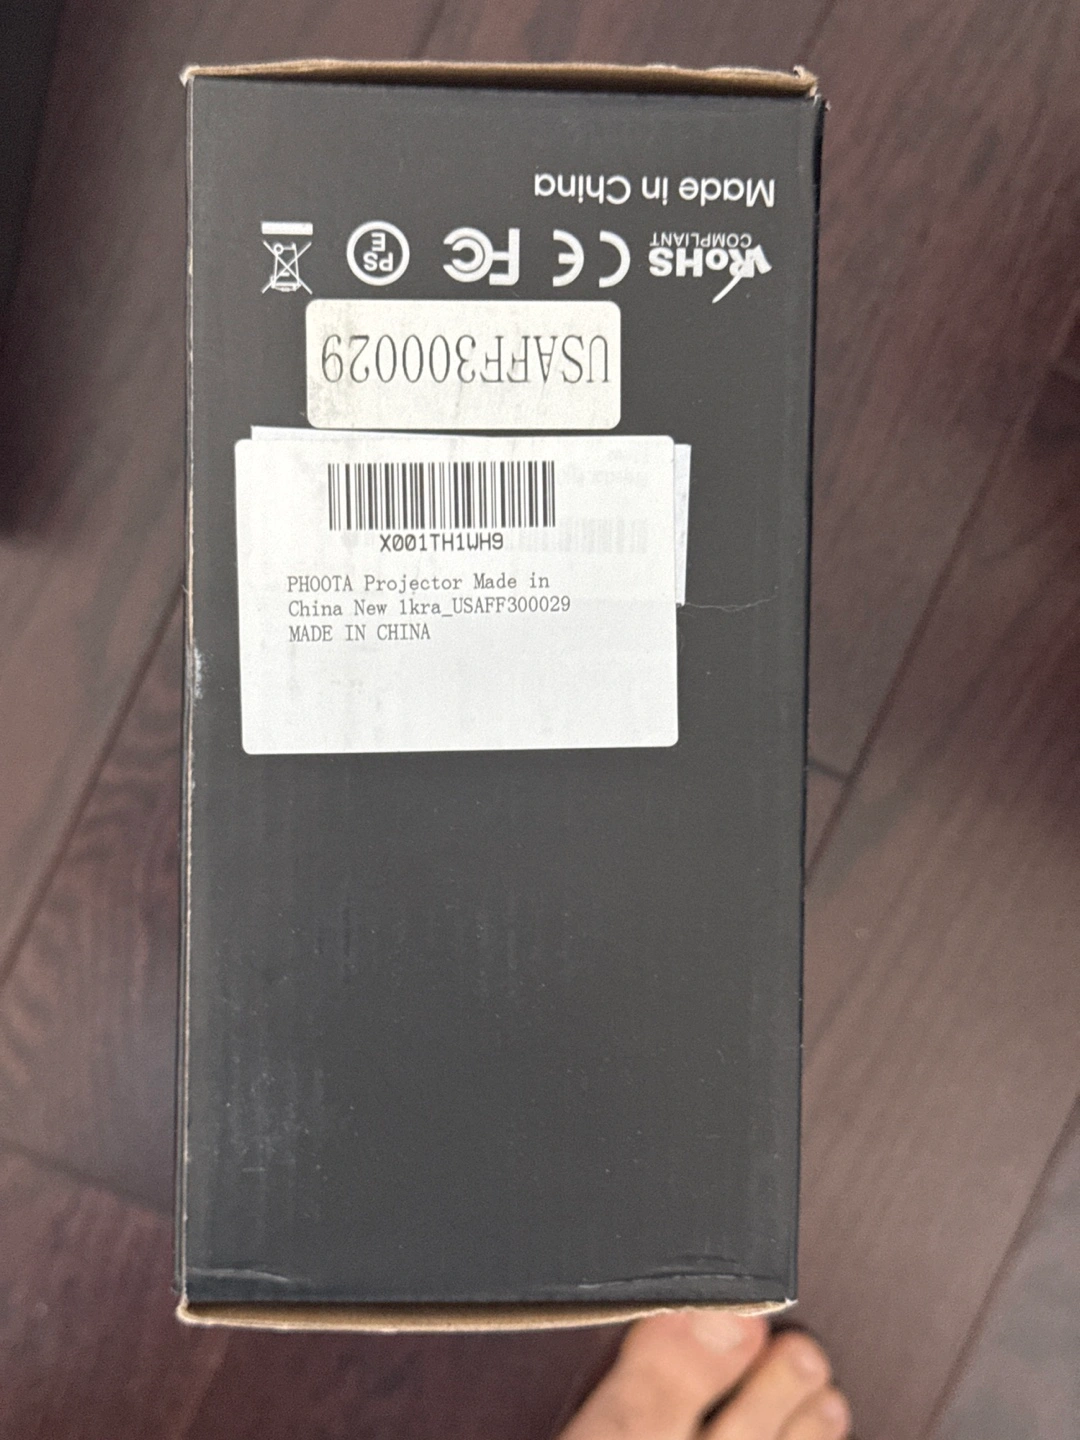 Made in China
RoHS
COMPLIANT
CE
FC
PS
E
USAFF300029
X001TH1WH9
PHOOTA Projector Made in
China New 1kra_USAFF300029
MADE IN CHINA